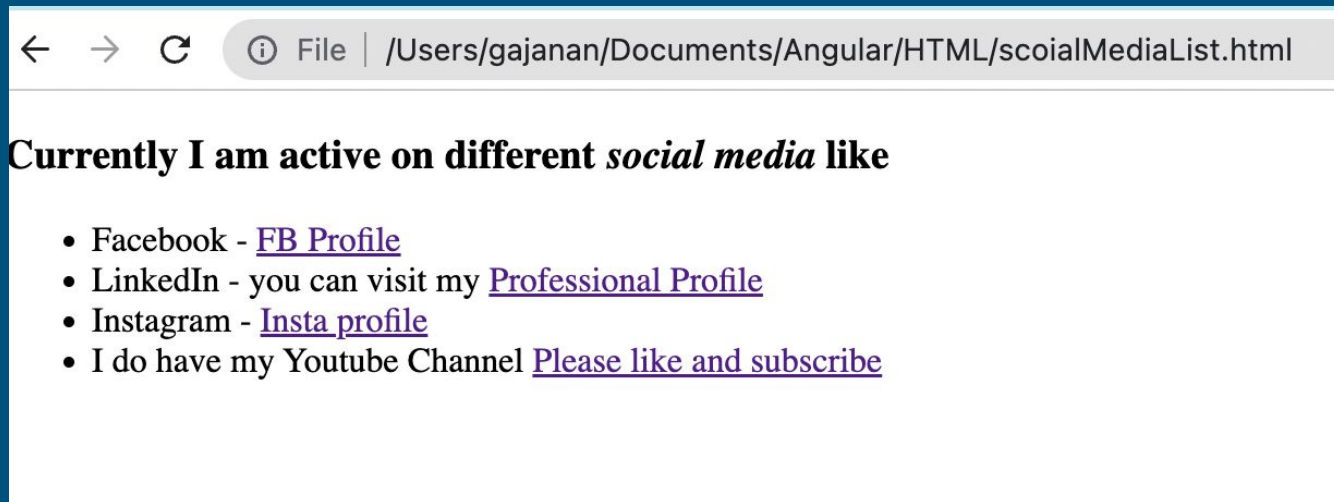 File | /Users/gajanan/Documents/Angular/HTML/scoialMediaList.html
Currently I am active on different social media like
• Facebook - FB Profile
• LinkedIn - you can visit my Professional Profile
• Instagram - Insta profile
• I do have my Youtube Channel Please like and subscribe